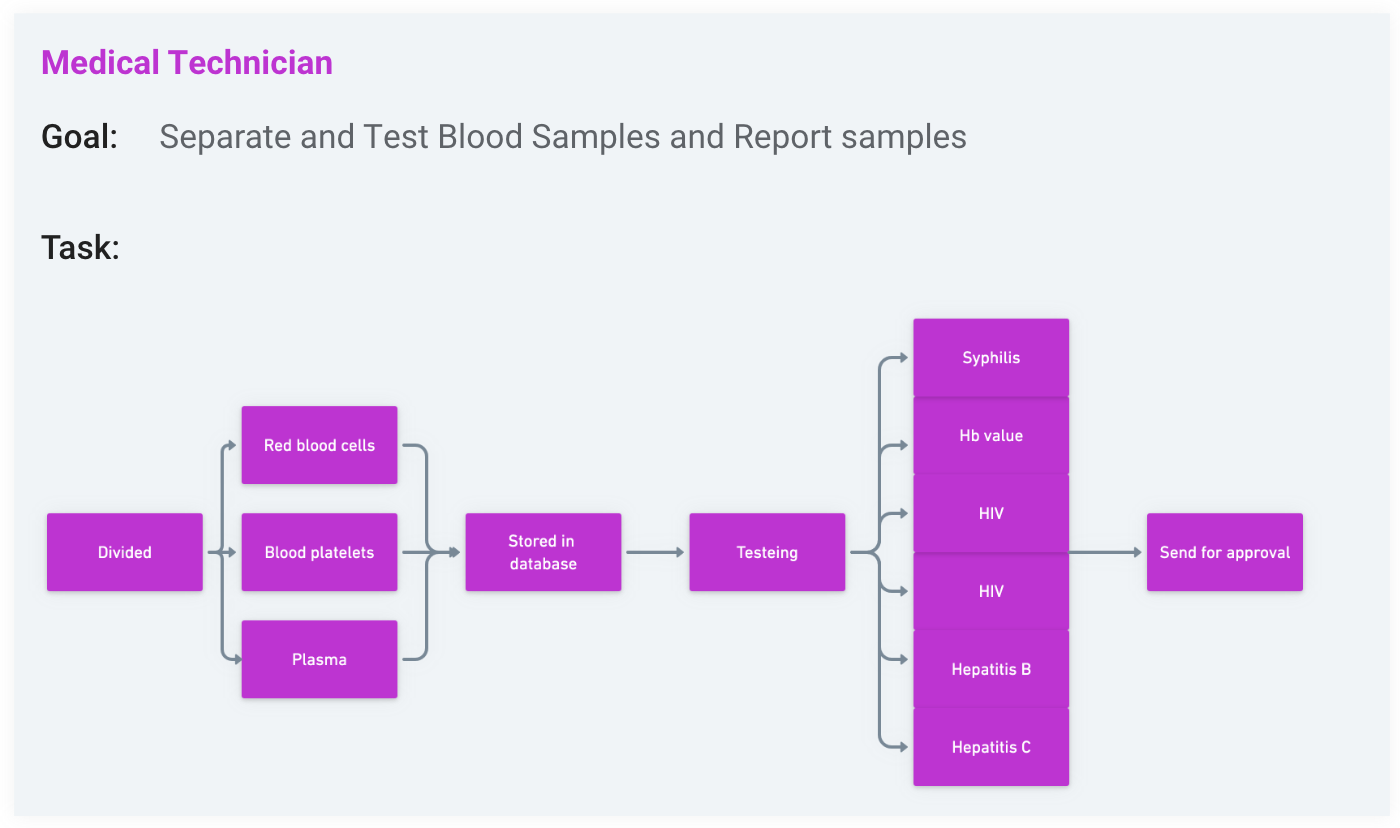 Medical Technician
Goal: Separate and Test Blood Samples and Report samples
Task:
Divided
Red blood cells
Blood platelets
Plasma
Stored in
database
Testeing
Syphilis
Hb value
HIV
HIV
Hepatitis B
Hepatitis C
Send for approval